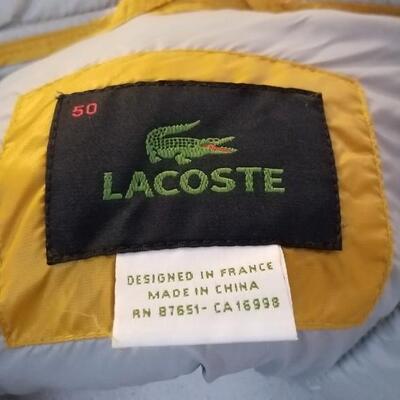 50
LACOSTE
DESIGNED IN FRANCE
MADE IN CHINA
RN 87651- CA16998